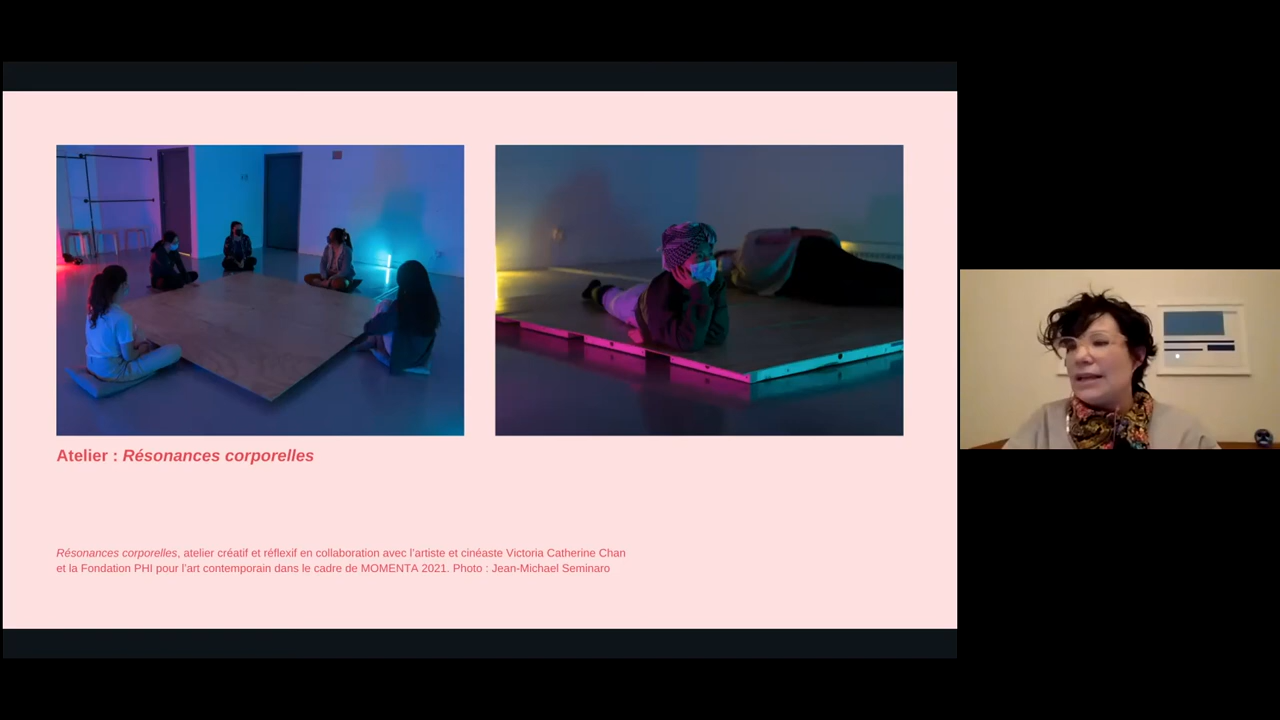 Atelier : Résonances corporelles
Résonances corporelles, atelier créatif et réflexif en collaboration avec l’artiste et cinéaste Victoria Catherine Chan
et la Fondation PHI pour l’art contemporain dans le cadre de MOMENTA 2021. Photo : Jean-Michael Seminaro